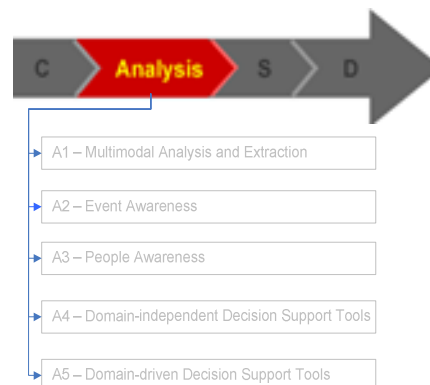 C Analysis S D
A1 – Multimodal Analysis and Extraction
A2 – Event Awareness
A3 – People Awareness
A4 – Domain-independent Decision Support Tools
A5 – Domain-driven Decision Support Tools